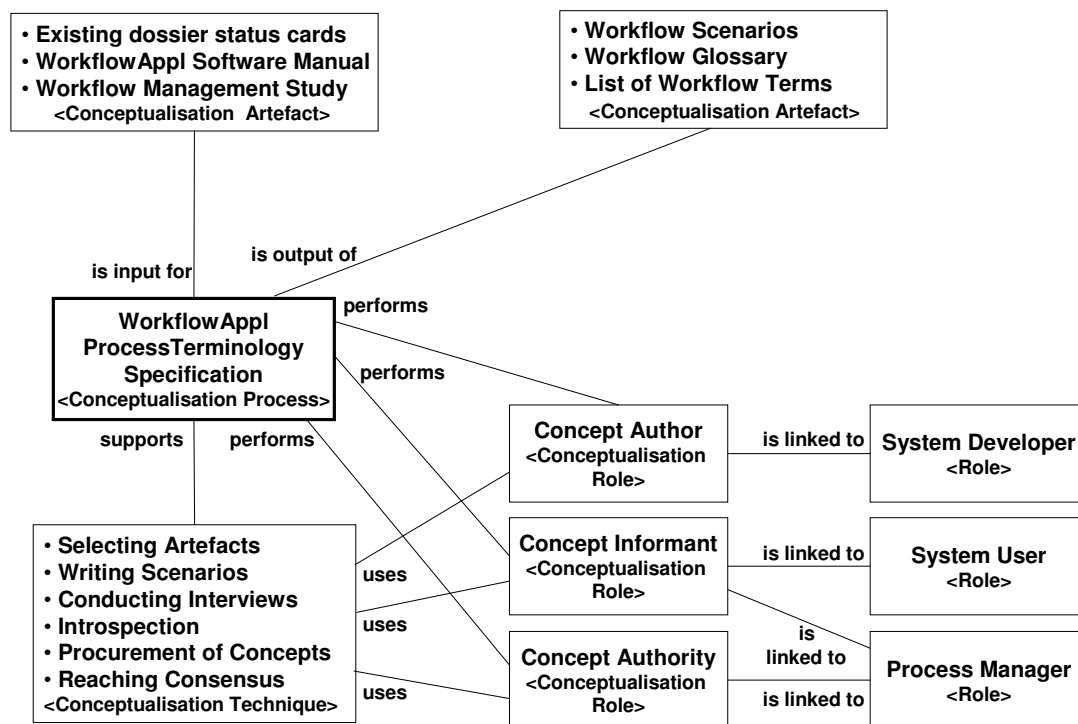 • Existing dossier status cards
• WorkflowAppl Software Manual
• Workflow Management Study
<Conceptualisation Artefact>
• Workflow Scenarios
• Workflow Glossary
• List of Workflow Terms
<Conceptualisation Artefact>
is input for
is output of
WorkflowAppl
ProcessTerminology
Specification
<Conceptualisation Process>
performs
performs
supports
performs
Concept Author
<Conceptualisation
Role>
is linked to
System Developer
<Role>
• Selecting Artefacts
• Writing Scenarios
• Conducting Interviews
• Introspection
• Procurement of Concepts
• Reaching Consensus
<Conceptualisation Technique>
uses
uses
uses
Concept Informant
<Conceptualisation
Role>
is linked to
System User
<Role>
is
linked to
Concept Authority
<Conceptualisation
Role>
is linked to
Process Manager
<Role>